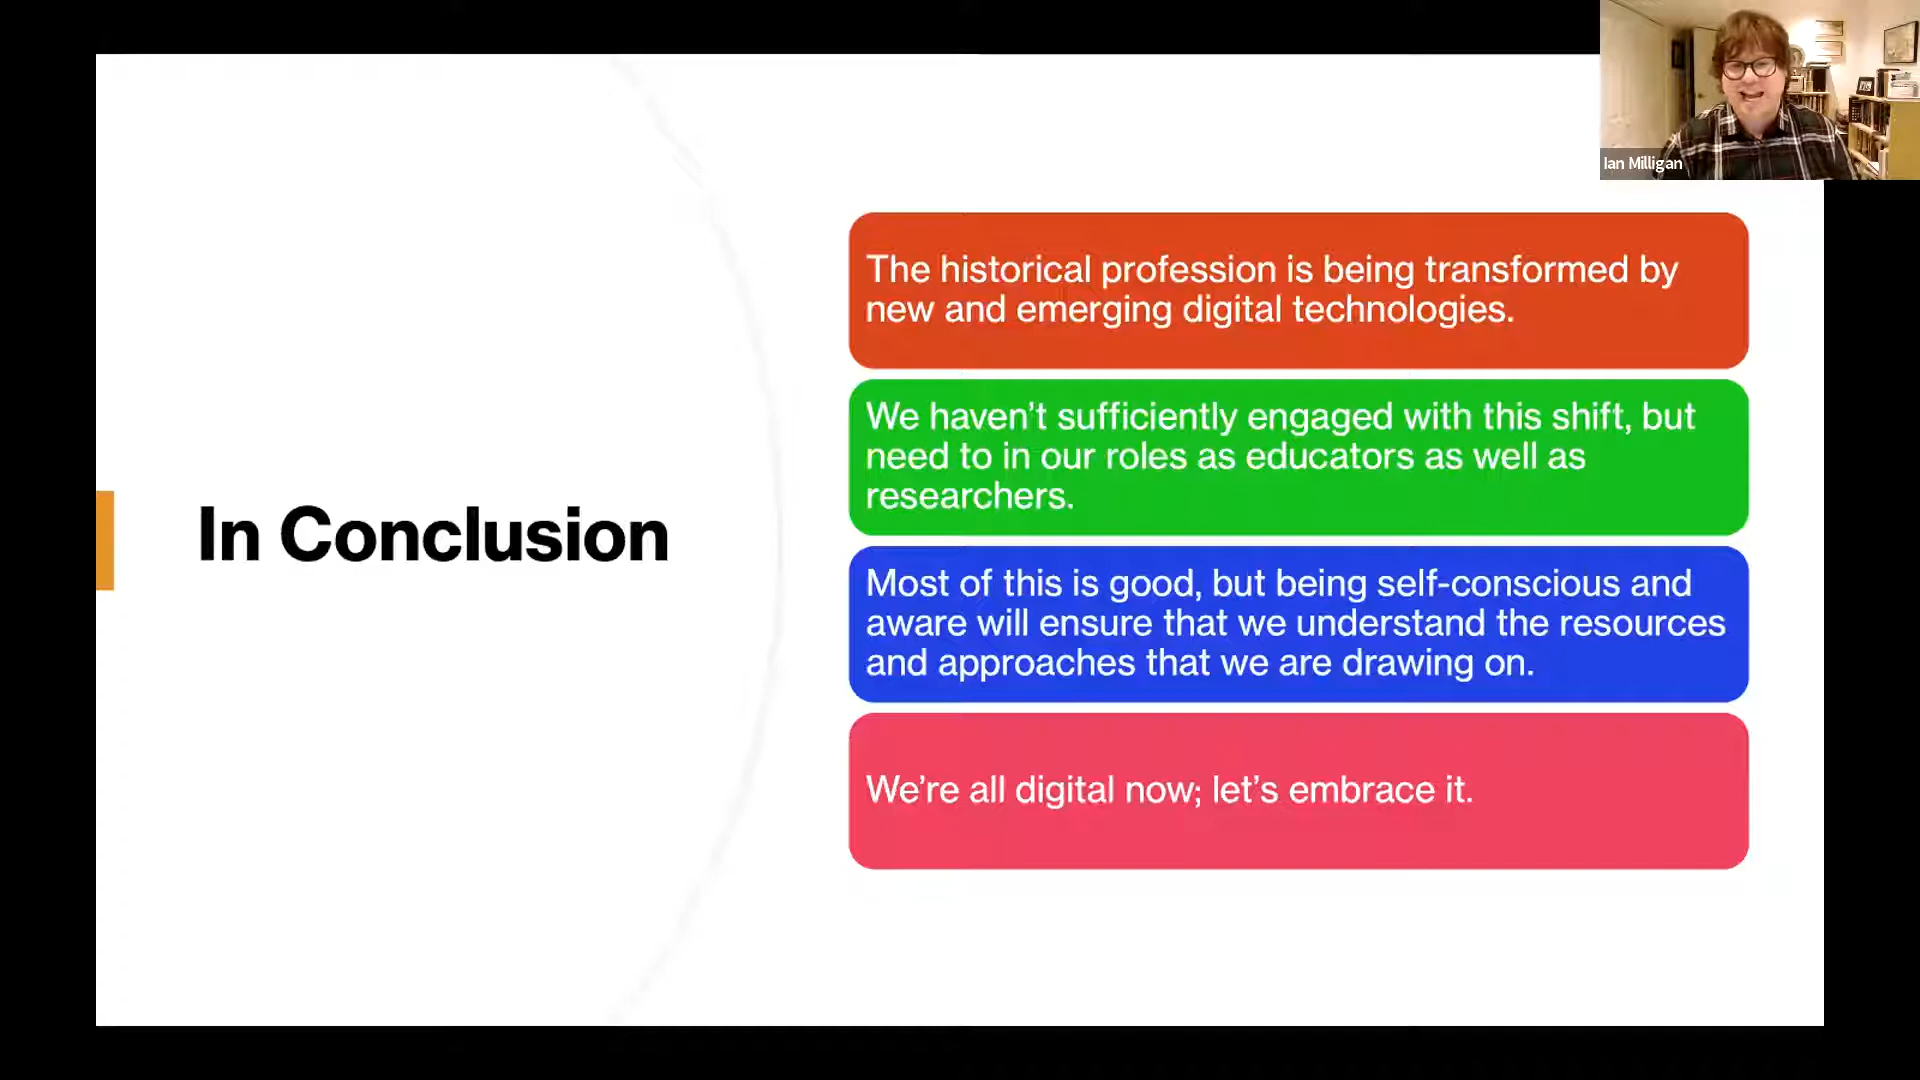 Ian Milligan
In Conclusion
The historical profession is being transformed by
new and emerging digital technologies.
We haven’t sufficiently engaged with this shift, but
need to in our roles as educators as well as
researchers.
Most of this is good, but being self-conscious and
aware will ensure that we understand the resources
and approaches that we are drawing on.
We’re all digital now; let’s embrace it.